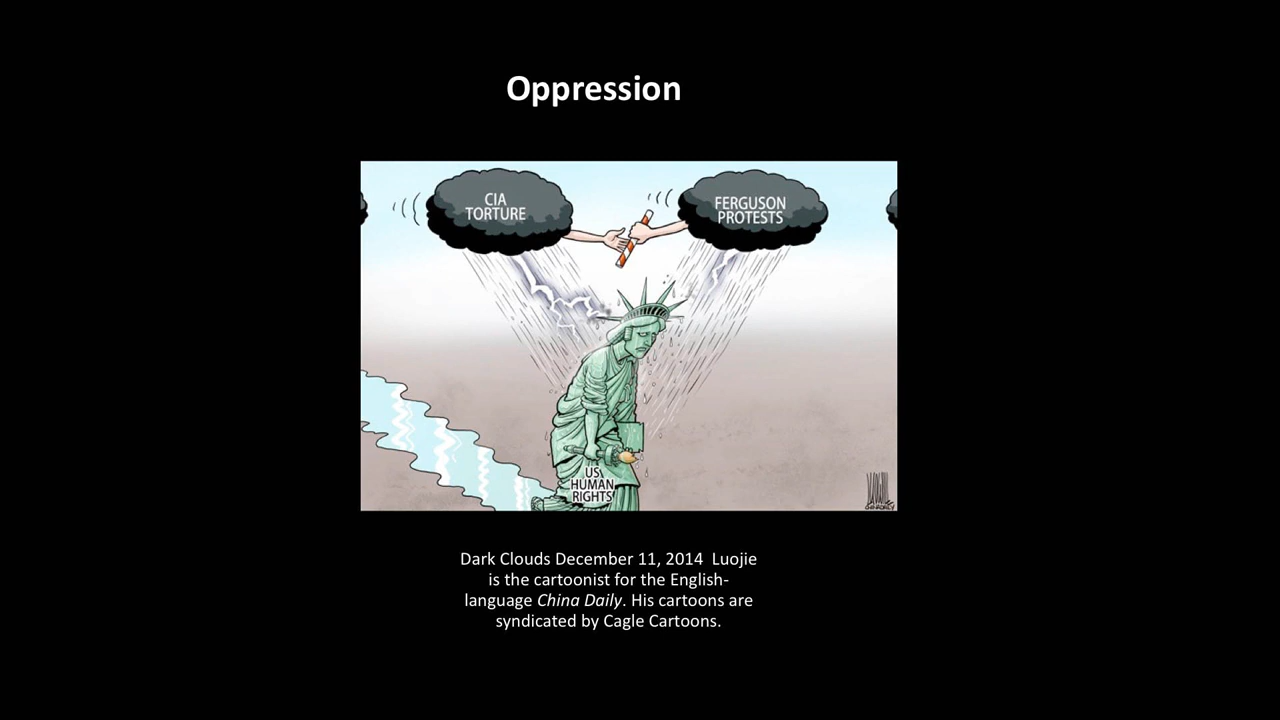 Oppression
CIA
TORTURE
FERGUSON
PROTESTS
US
HUMAN
RIGHTS
Dark Clouds December 11, 2014  Luojie
is the cartoonist for the English-
language China Daily. His cartoons are
syndicated by Cagle Cartoons.